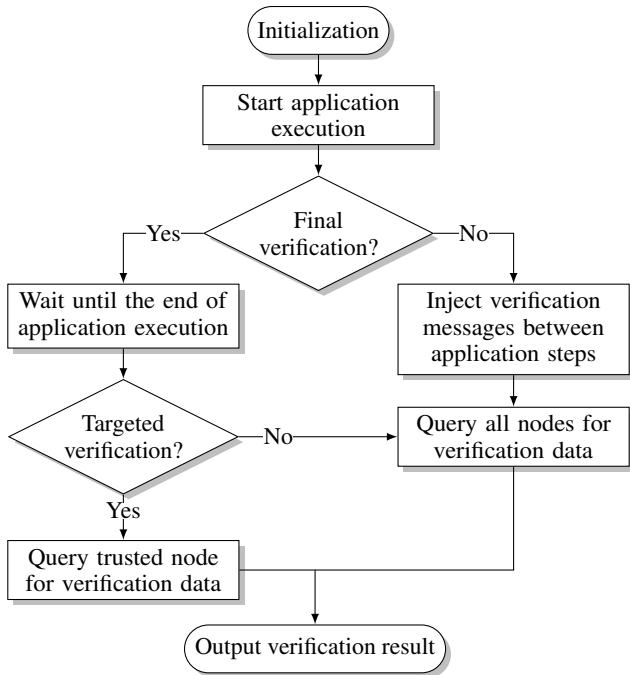 Initialization
Start application
execution
Final
verification?
Yes
No
Wait until the end of
application execution
Inject verification
messages between
application steps
Targeted
verification?
No
Query all nodes for
verification data
Yes
Query trusted node
for verification data
Output verification result